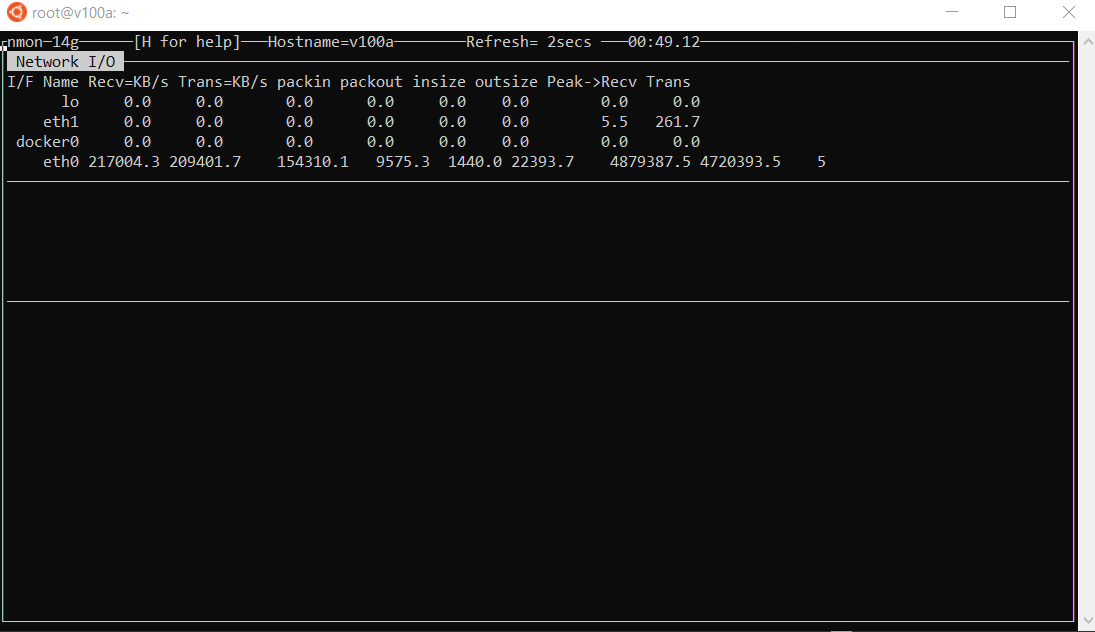 root@v100a: ~
nmon─14g──────[H for help]───Hostname=v100a────────Refresh= 2secs ───00:49.12
Network I/O
I/F Name Recv=KB/s Trans=KB/s packin packout insize outsize Peak->Recv Trans
lo 0.0 0.0 0.0 0.0 0.0 0.0 0.0 0.0
eth1 0.0 0.0 0.0 0.0 0.0 0.0 5.5 261.7
docker0 0.0 0.0 0.0 0.0 0.0 0.0 0.0 0.0
eth0 217004.3 209401.7 154310.1 9575.3 1440.0 22393.7 4879387.5 4720393.5 5